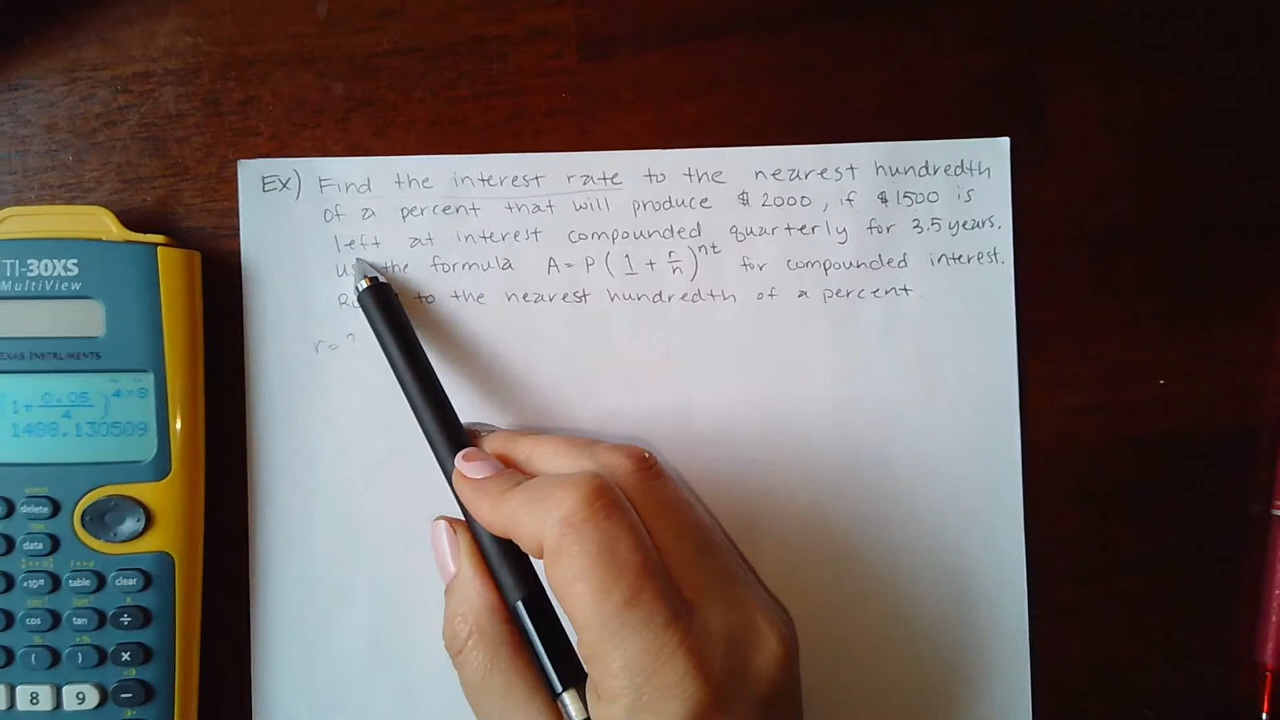 Ex) Find the interest rate to the nearest hundredth
of a percent that will produce $2000, if $1500 is
left at interest compounded quarterly for 3.5 years.
the formula A = P(1 + r/n)^nt for compounded interest.
to the nearest hundredth of a percent
r = ?
TI-30XS
MultiView
TEXAS INSTRUMENTS
1+0.05/4)^4*8
1488.130509
delete
data
table
clear
cos
tan
÷
(
)
×
8
9
−